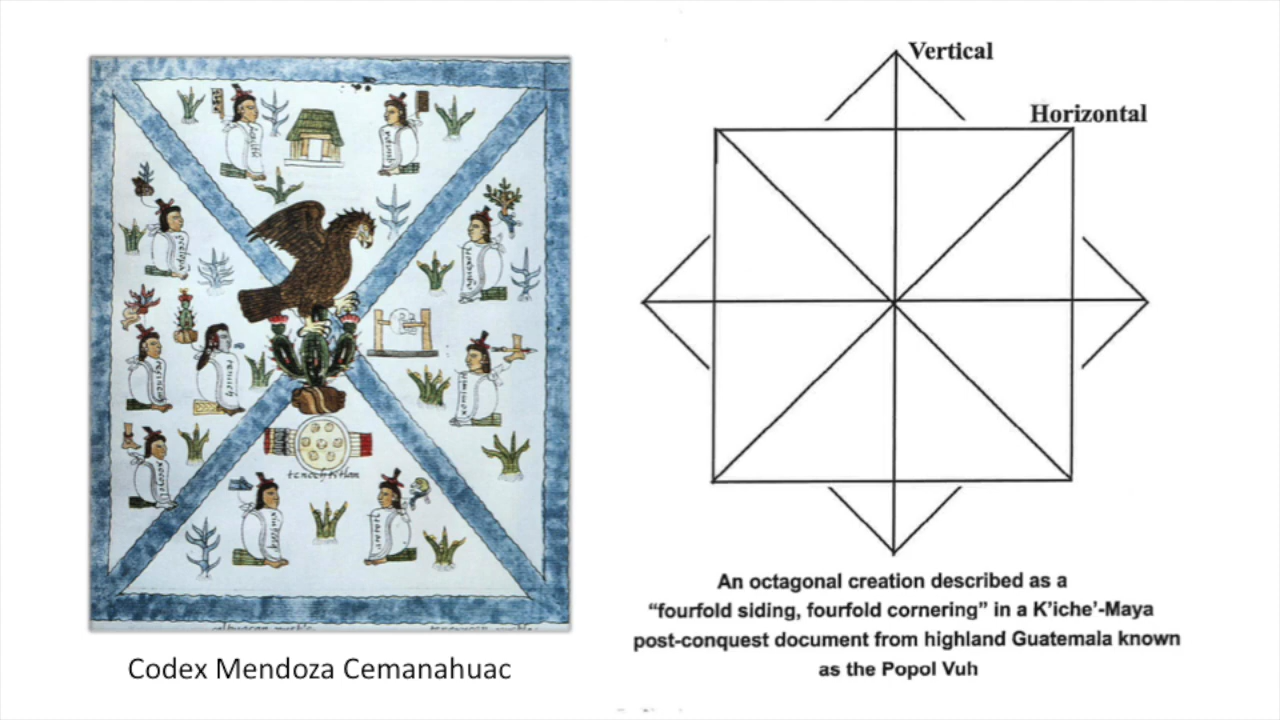 Vertical
Horizontal
tenochtitlan
Codex Mendoza Cemanahuac
An octagonal creation described as a
“fourfold siding, fourfold cornering” in a K’iche’-Maya
post-conquest document from highland Guatemala known
as the Popol Vuh